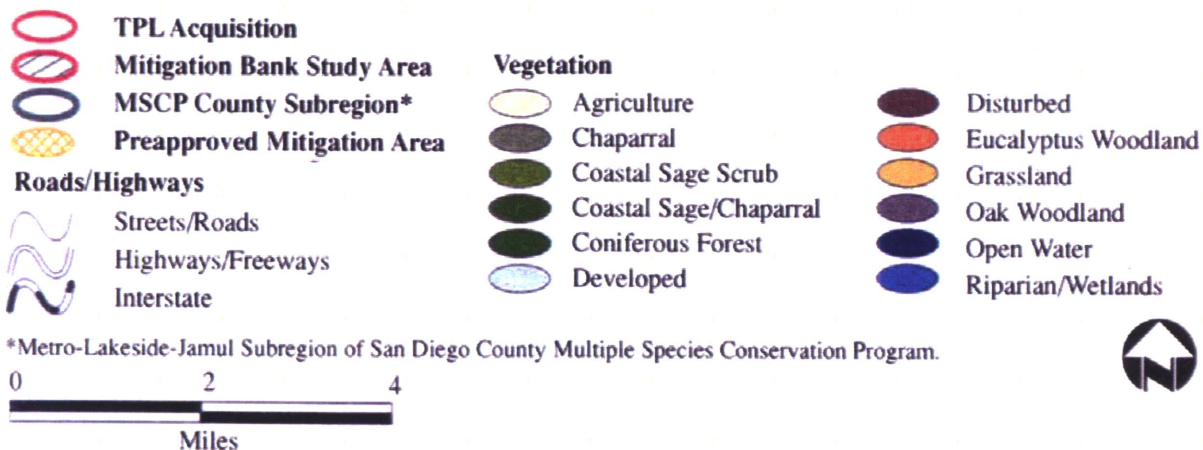 TPL Acquisition
Mitigation Bank Study Area
MSCP County Subregion*
Preapproved Mitigation Area
Roads/Highways
Streets/Roads
Highways/Freeways
Interstate
Vegetation
Agriculture
Chaparral
Coastal Sage Scrub
Coastal Sage/Chaparral
Coniferous Forest
Developed
Disturbed
Eucalyptus Woodland
Grassland
Oak Woodland
Open Water
Riparian/Wetlands
*Metro-Lakeside-Jamul Subregion of San Diego County Multiple Species Conservation Program.
0 2 4
Miles
N